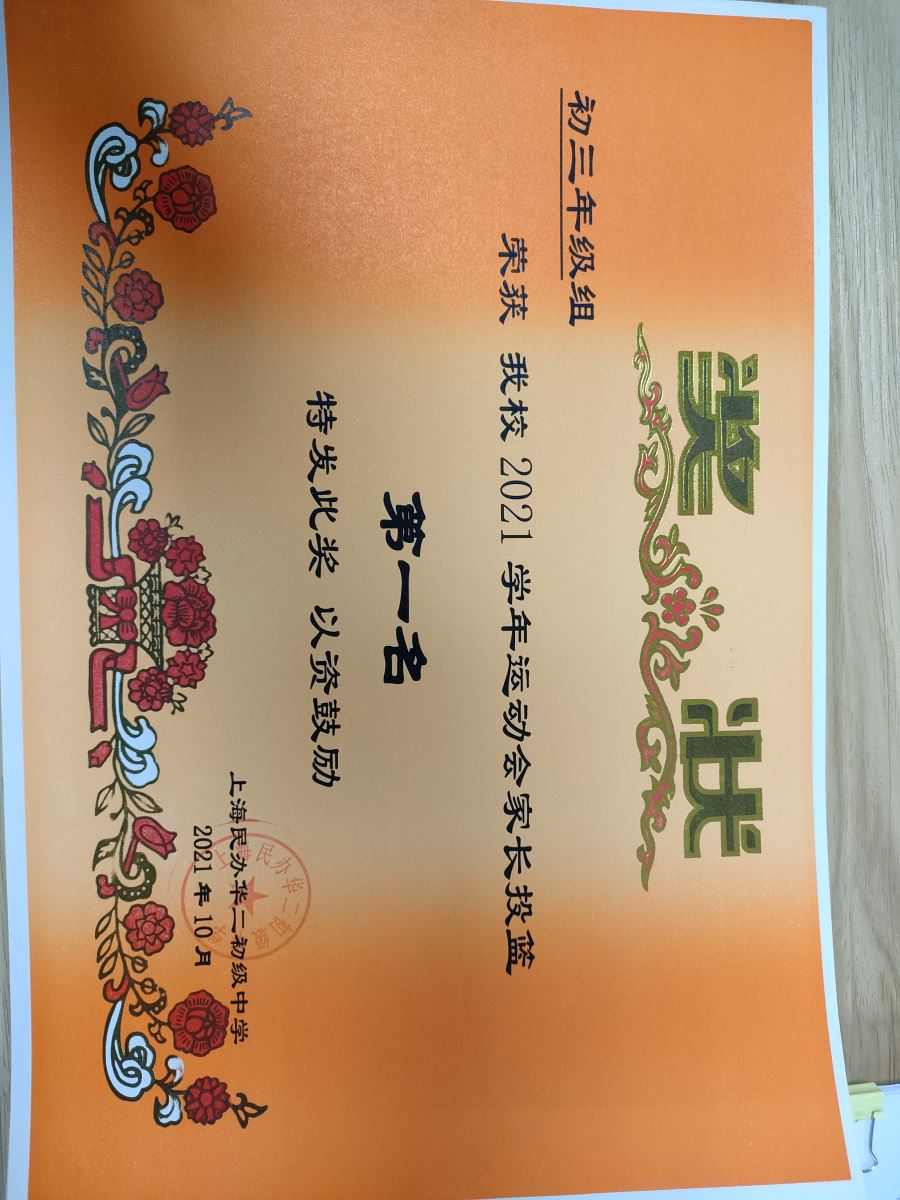 奖状
初三年级组
荣获 我校 2021 学年运动会家长投篮
第一名
特发此奖 以资鼓励
上海民办华二初级中学
2021 年 10 月